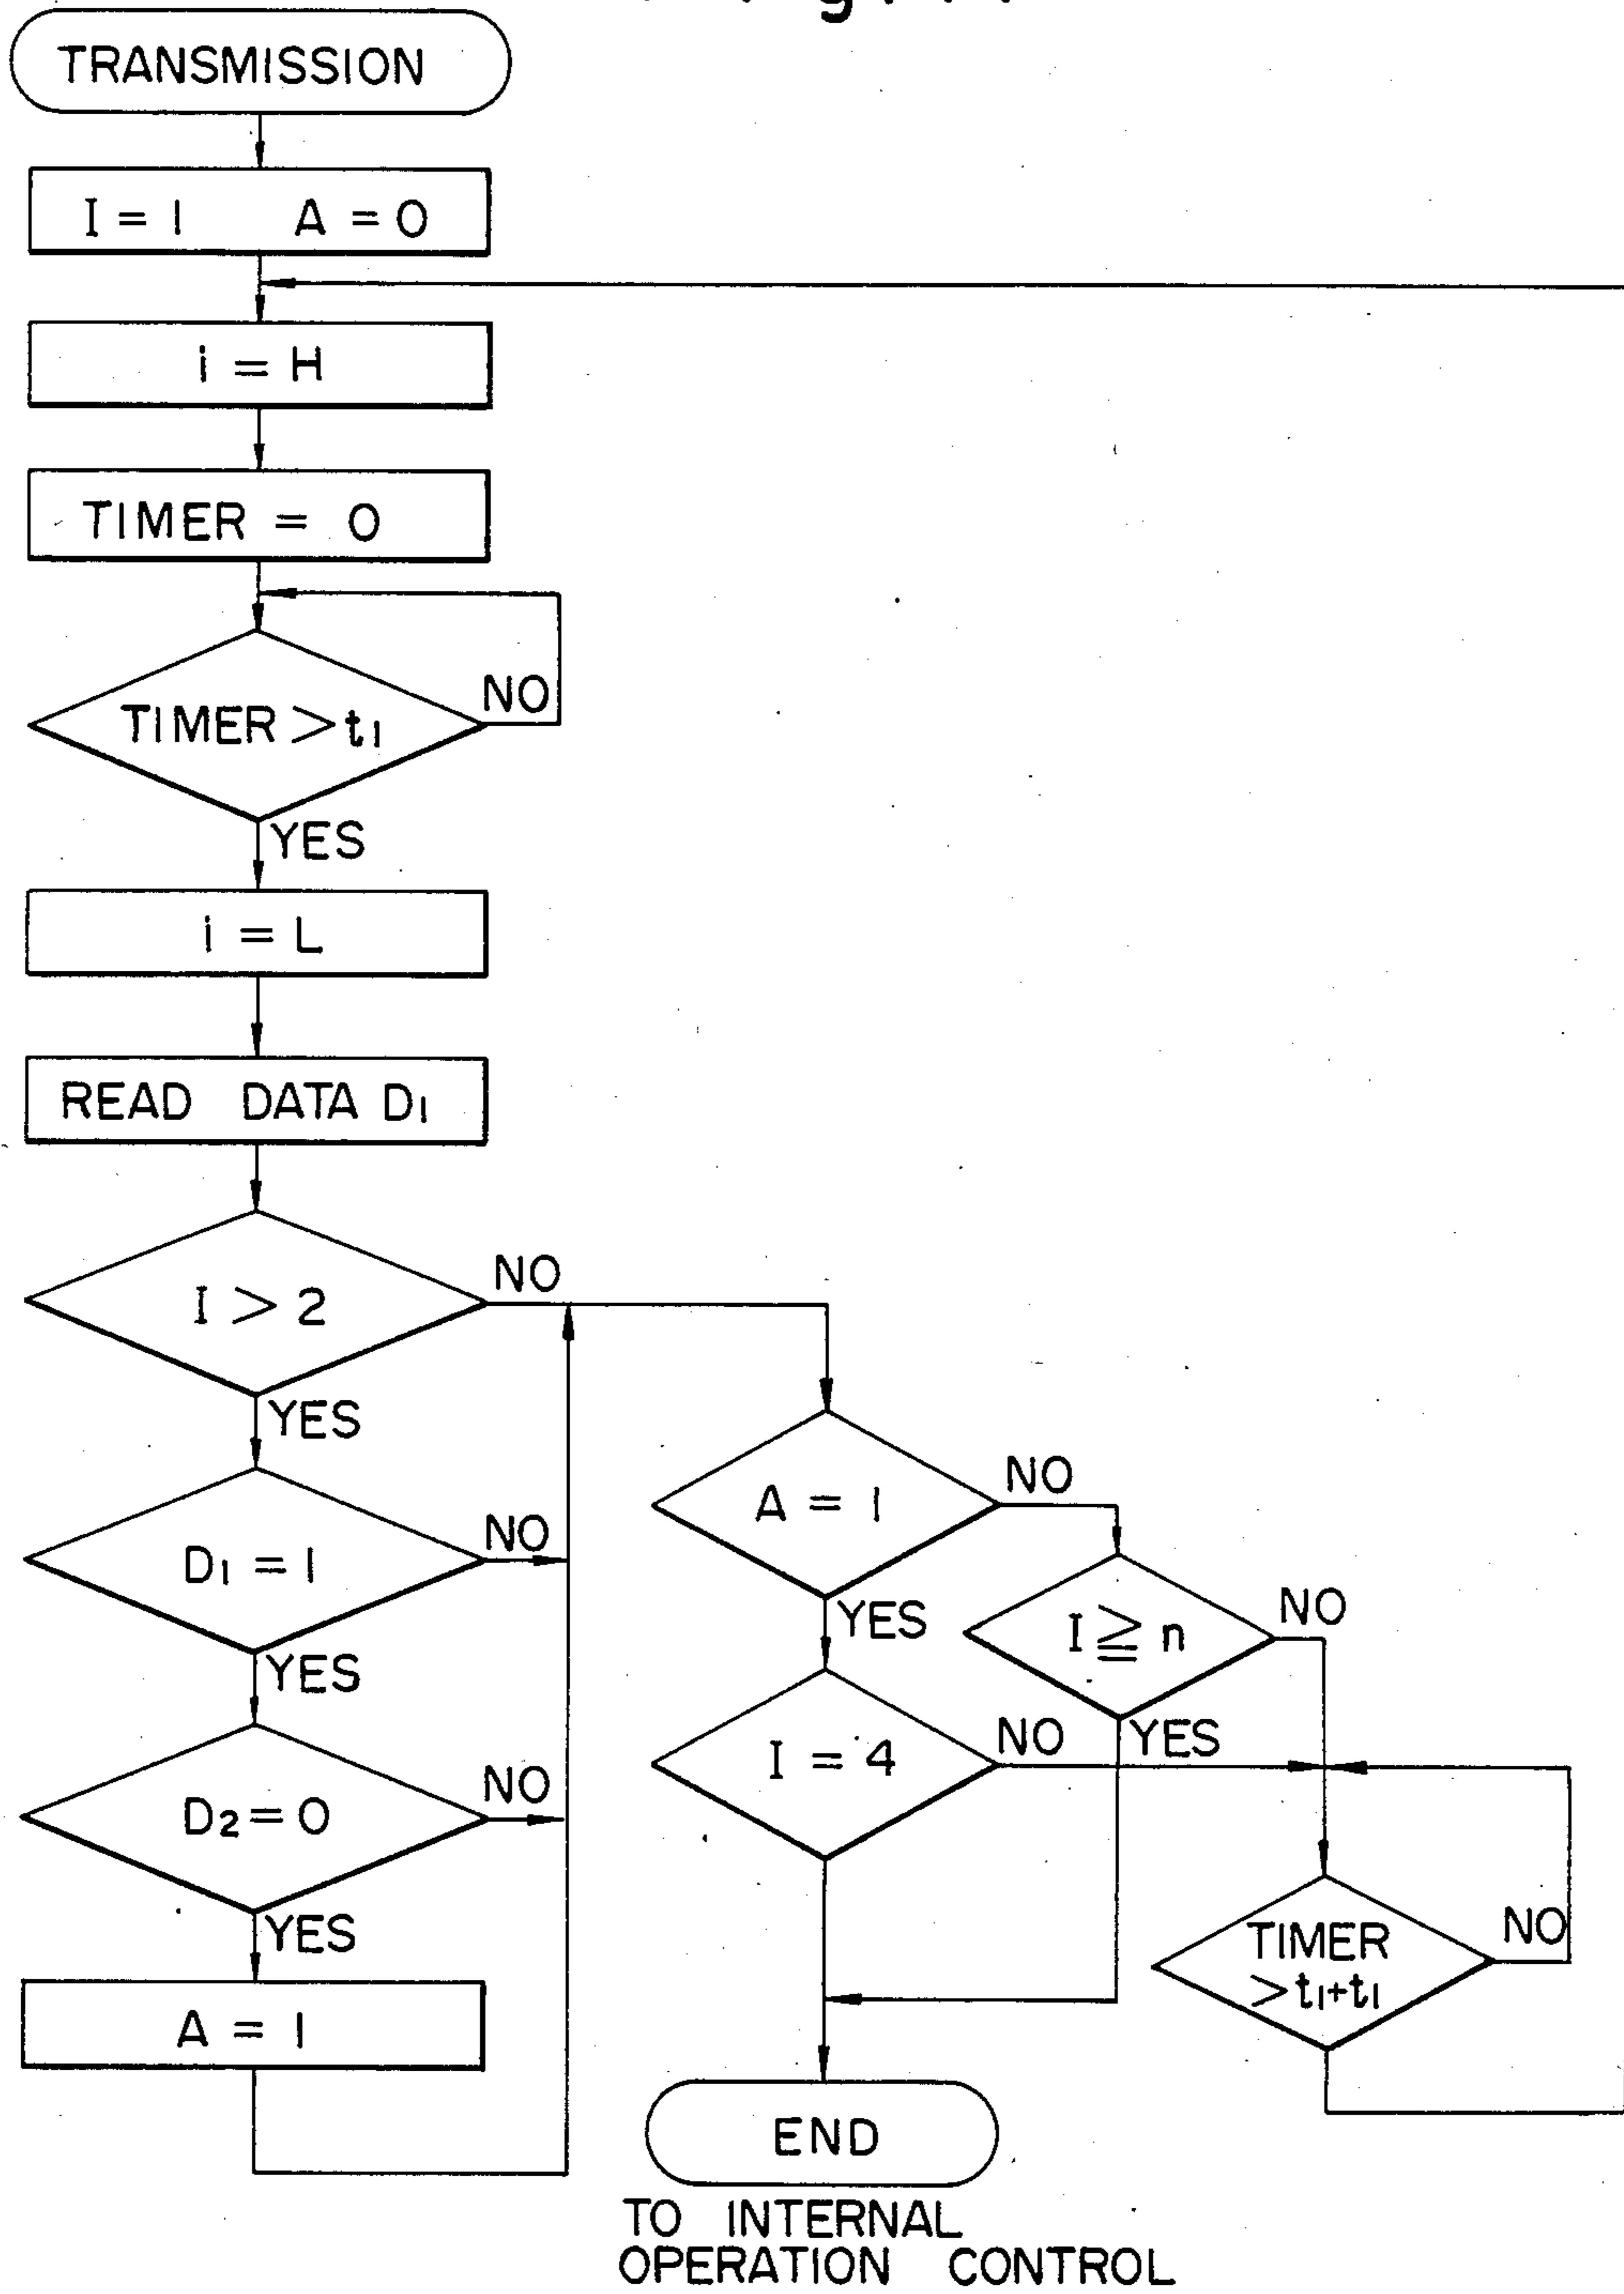 TRANSMISSION
I = 1 A = 0
i = H
TIMER = 0
TIMER > t1
NO
YES
i = L
READ DATA D1
I > 2
NO
YES
D1 = 1
NO
YES
D2 = 0
NO
YES
A = 1
A = 1
NO
YES
I ≧ n
NO
YES
I = 4
NO
TIMER
> t1+t1
NO
END
TO INTERNAL
OPERATION CONTROL